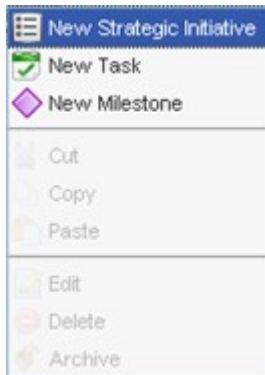 New Strategic Initiative
New Task
New Milestone
Cut
Copy
Paste
Edit
Delete
Archive